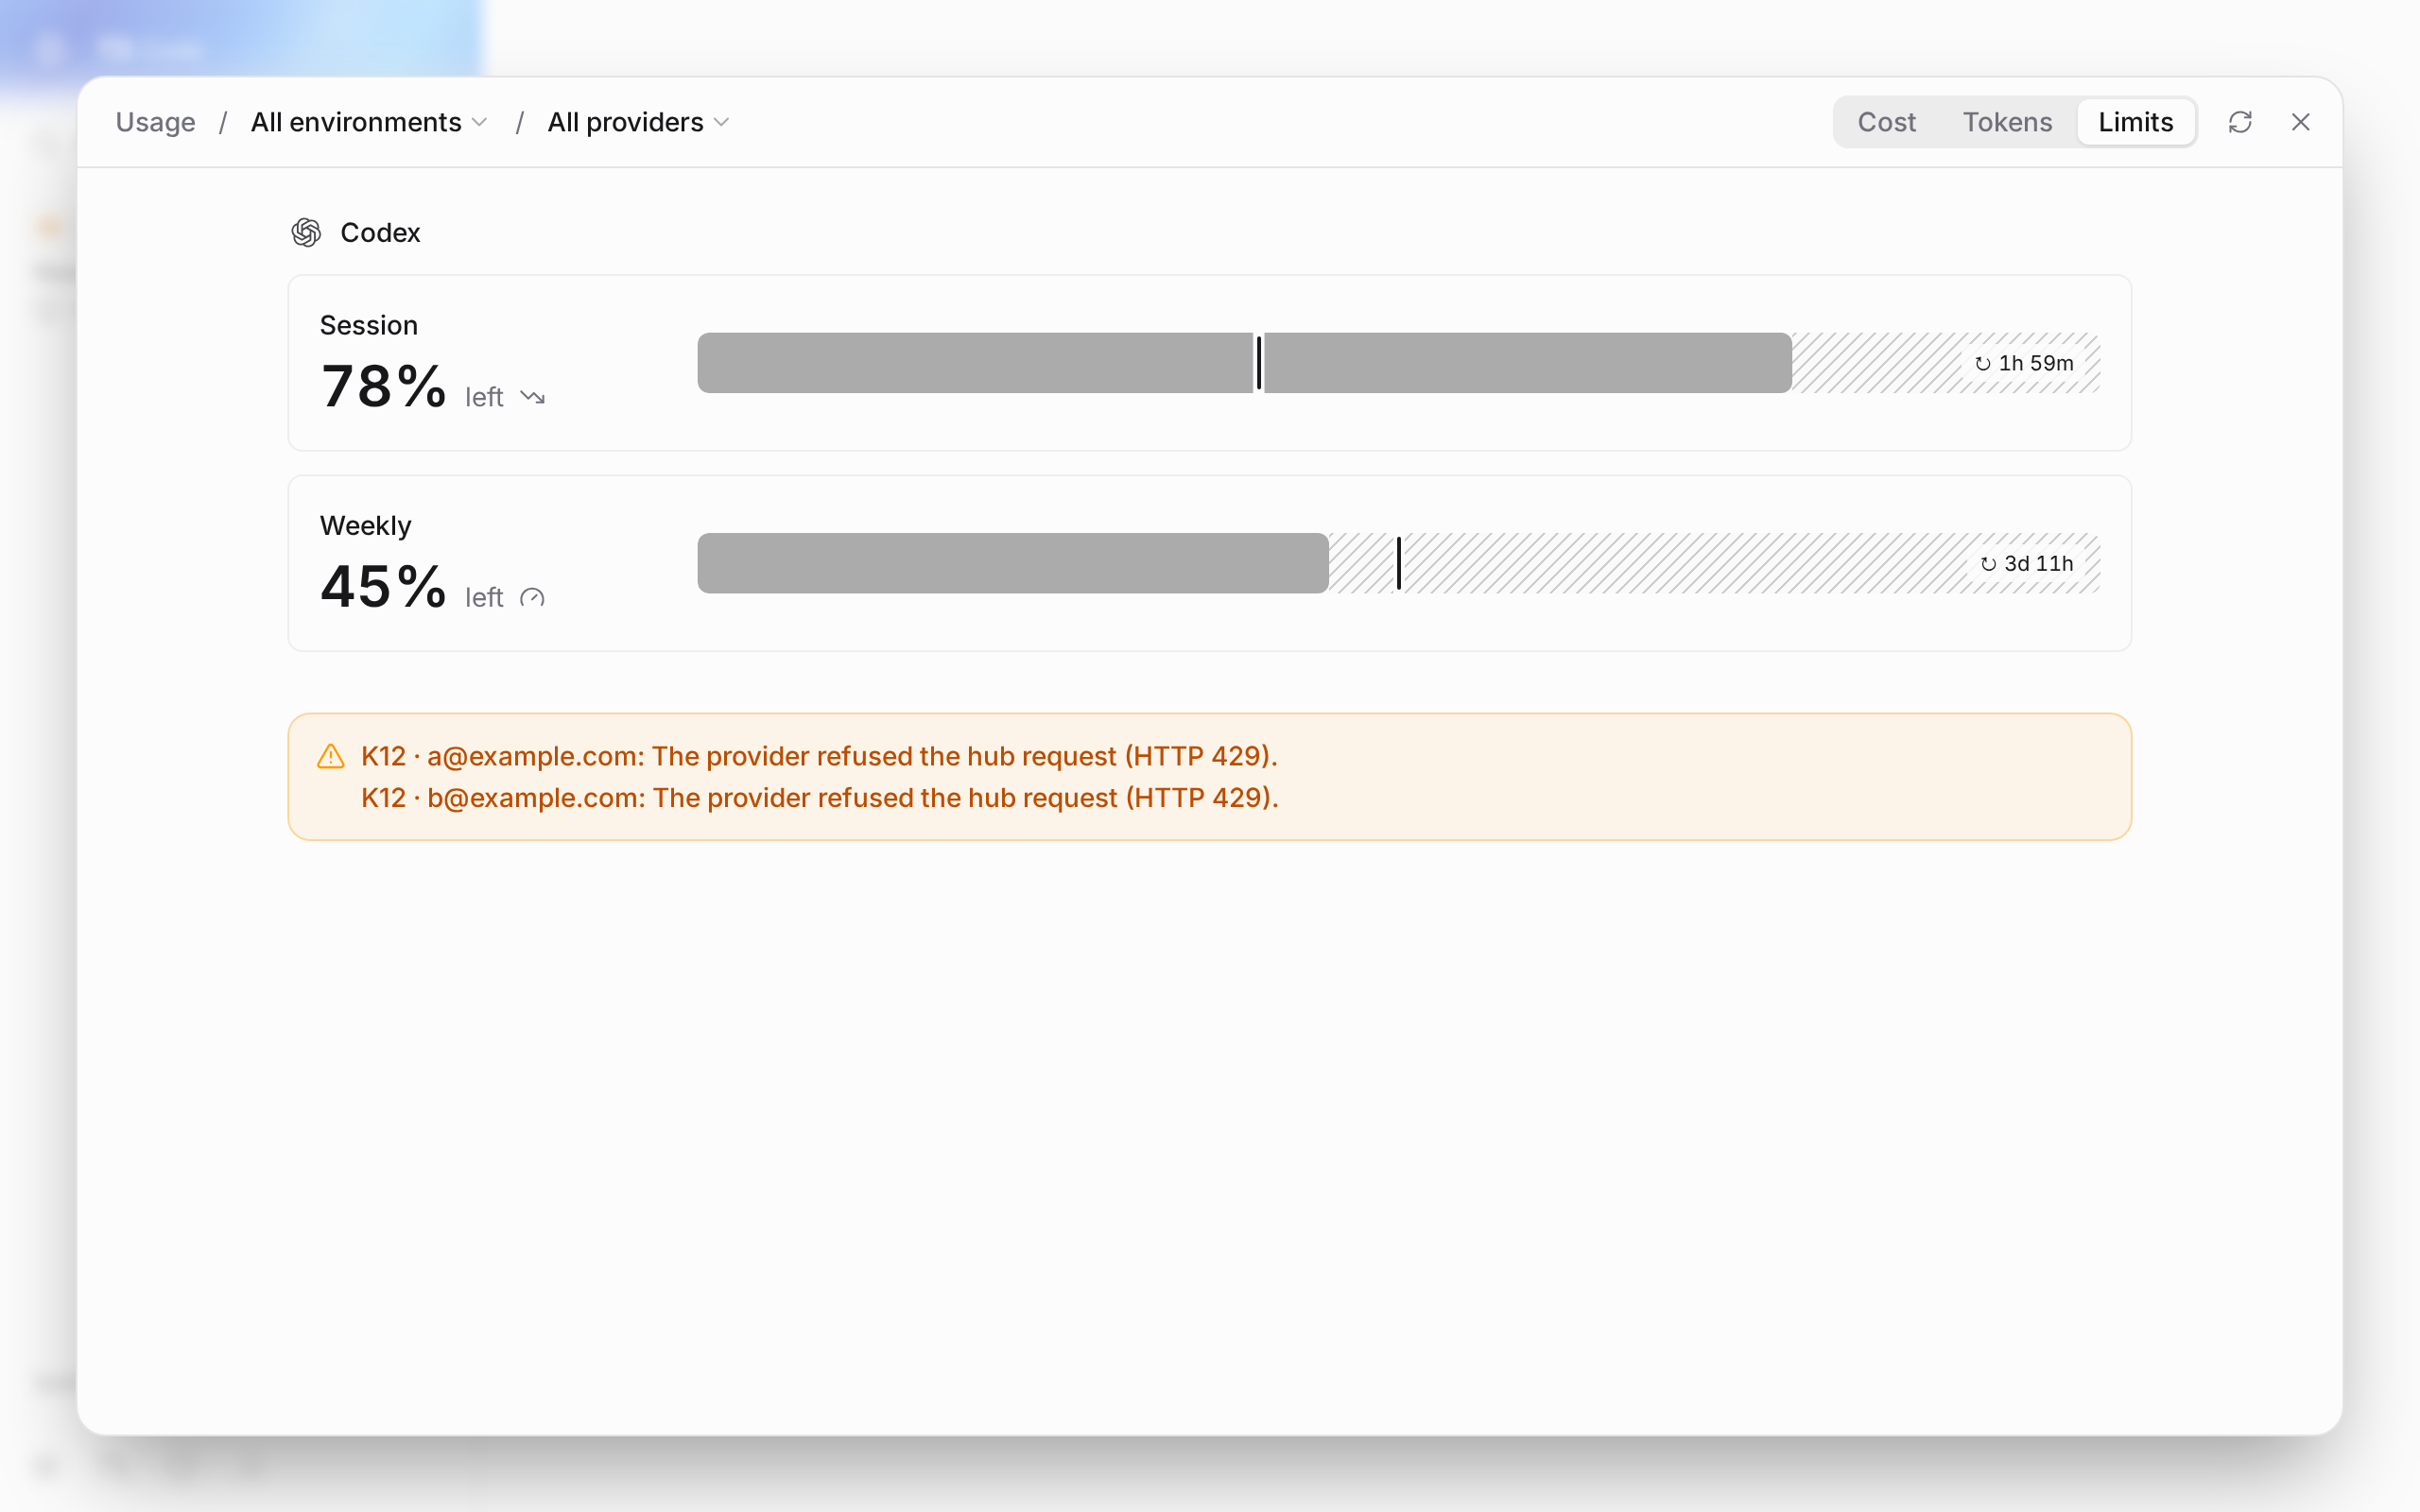 Usage / All environments / All providers
Cost Tokens Limits
Codex
Session
78% left
1h 59m
Weekly
45% left
3d 11h
K12 · a@example.com: The provider refused the hub request (HTTP 429).
K12 · b@example.com: The provider refused the hub request (HTTP 429).